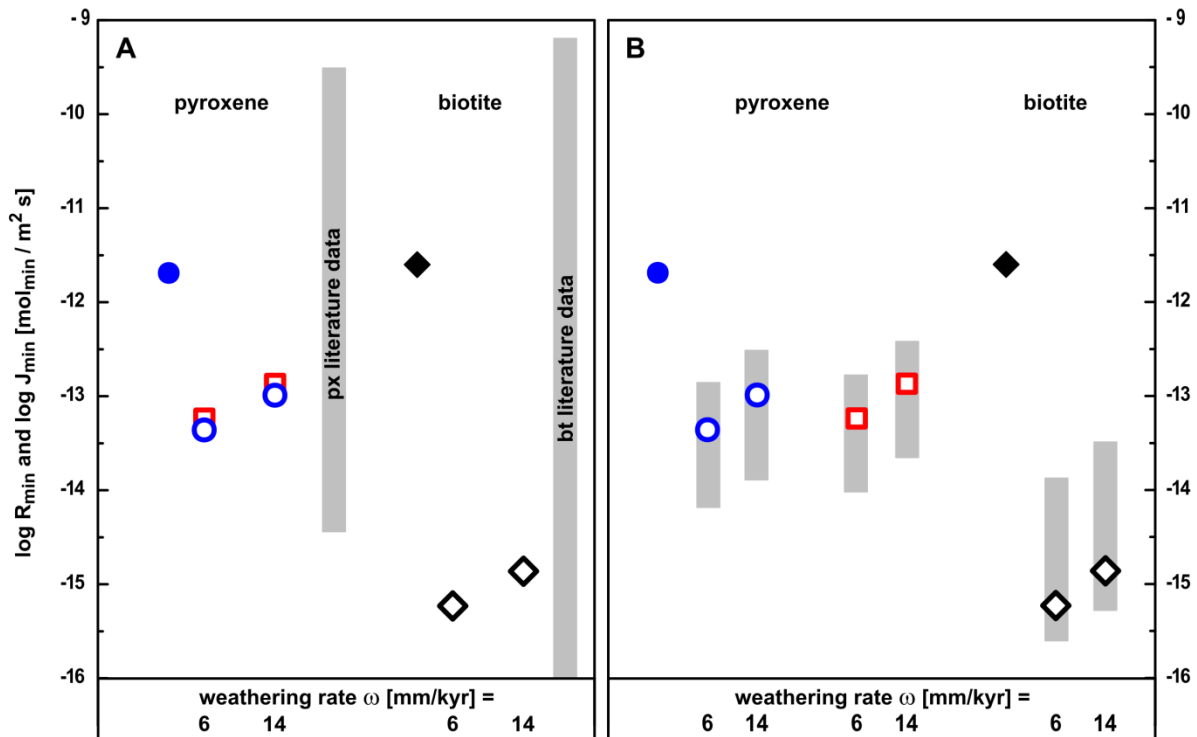 A
B
pyroxene
biotite
pyroxene
biotite
-9
-10
-11
-12
-13
-14
-15
-16
-9
-10
-11
-12
-13
-14
-15
-16
log Rmin and log Jmin [molmin / m² s]
px literature data
bt literature data
weathering rate ω [mm/kyr] =
6 14 6 14
weathering rate ω [mm/kyr] =
6 14 6 14 6 14